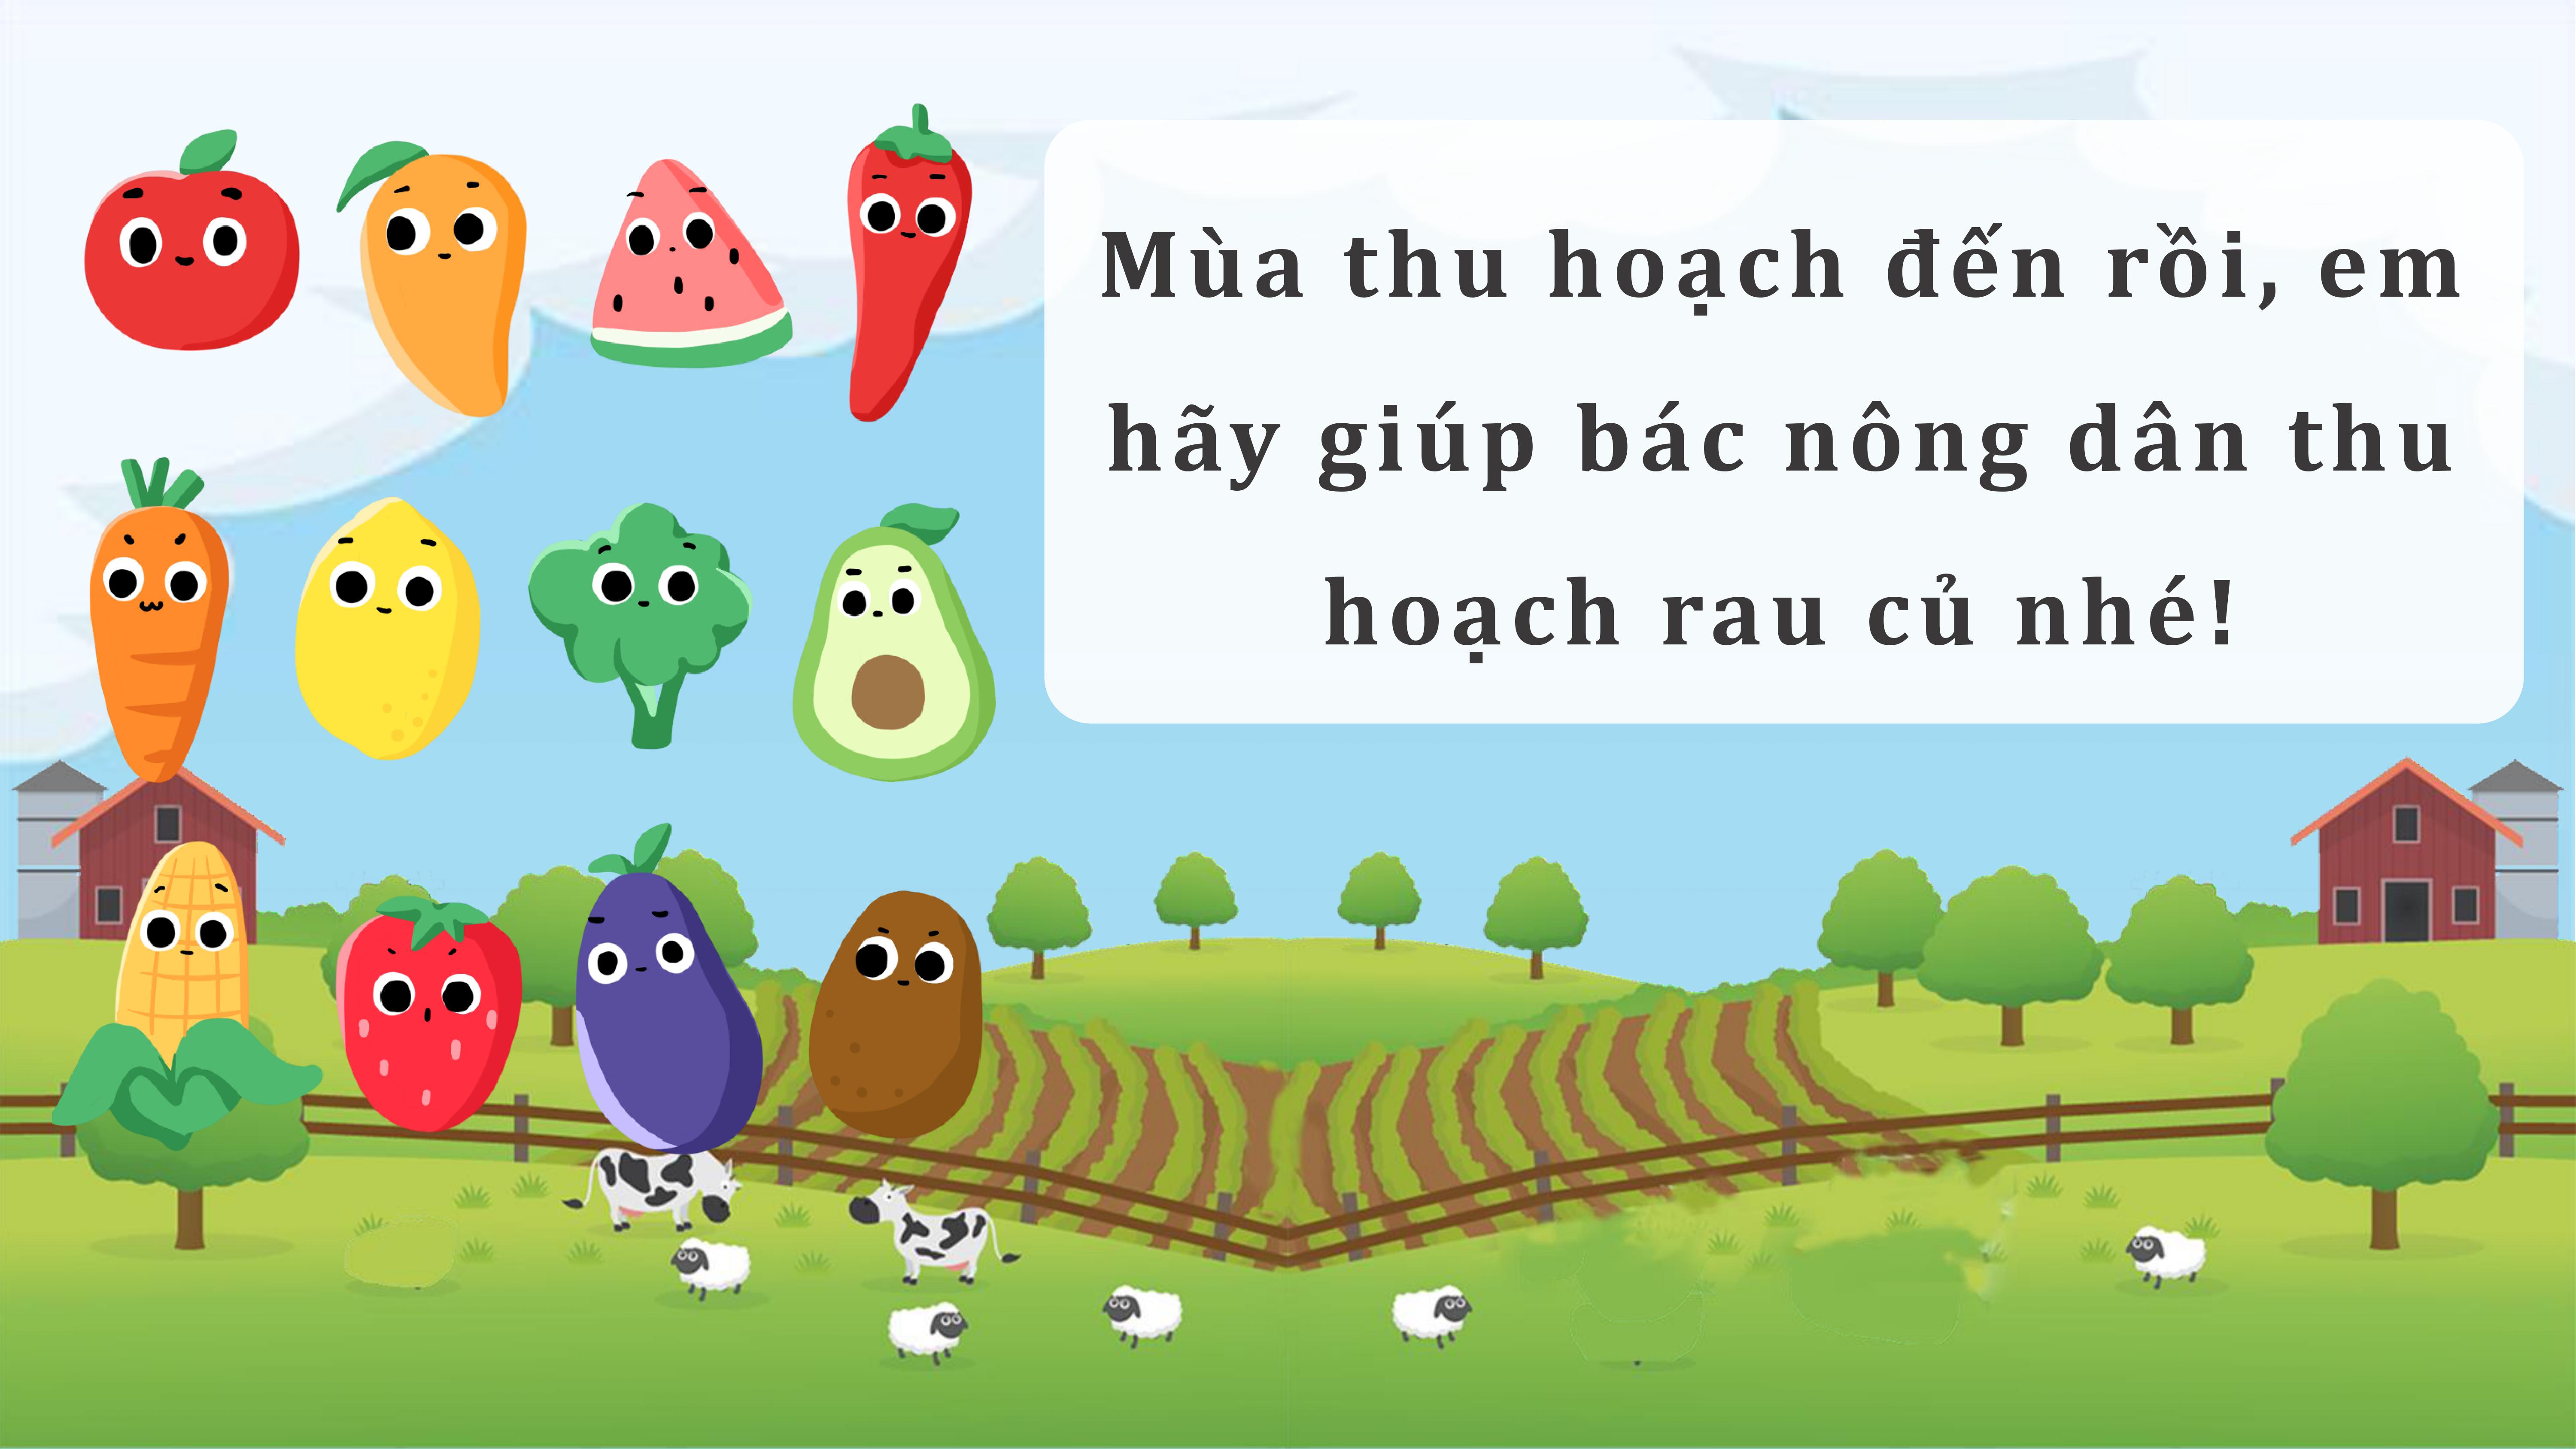 Mùa thu hoạch đến rồi, em
hãy giúp bác nông dân thu
hoạch rau củ nhé!